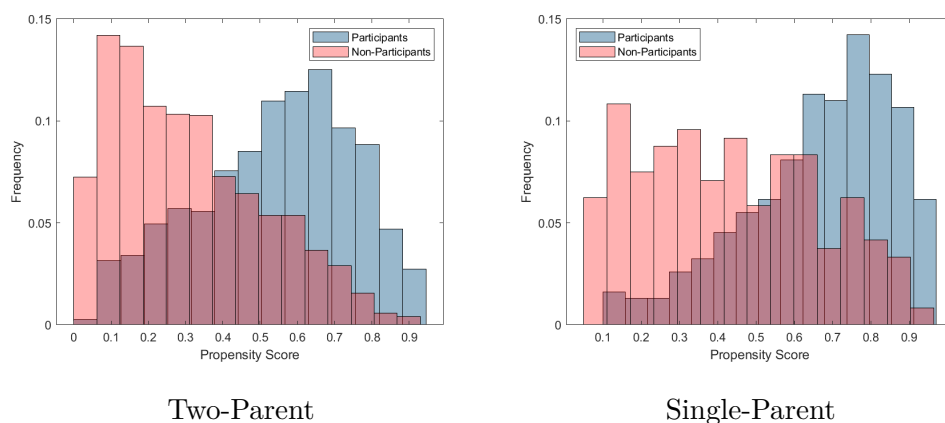 0.15
0.1
0.05
0
Frequency
Participants
Non-Participants
0 0.1 0.2 0.3 0.4 0.5 0.6 0.7 0.8 0.9
Propensity Score
Two-Parent
0.15
0.1
0.05
0
Frequency
Participants
Non-Participants
0.1 0.2 0.3 0.4 0.5 0.6 0.7 0.8 0.9
Propensity Score
Single-Parent